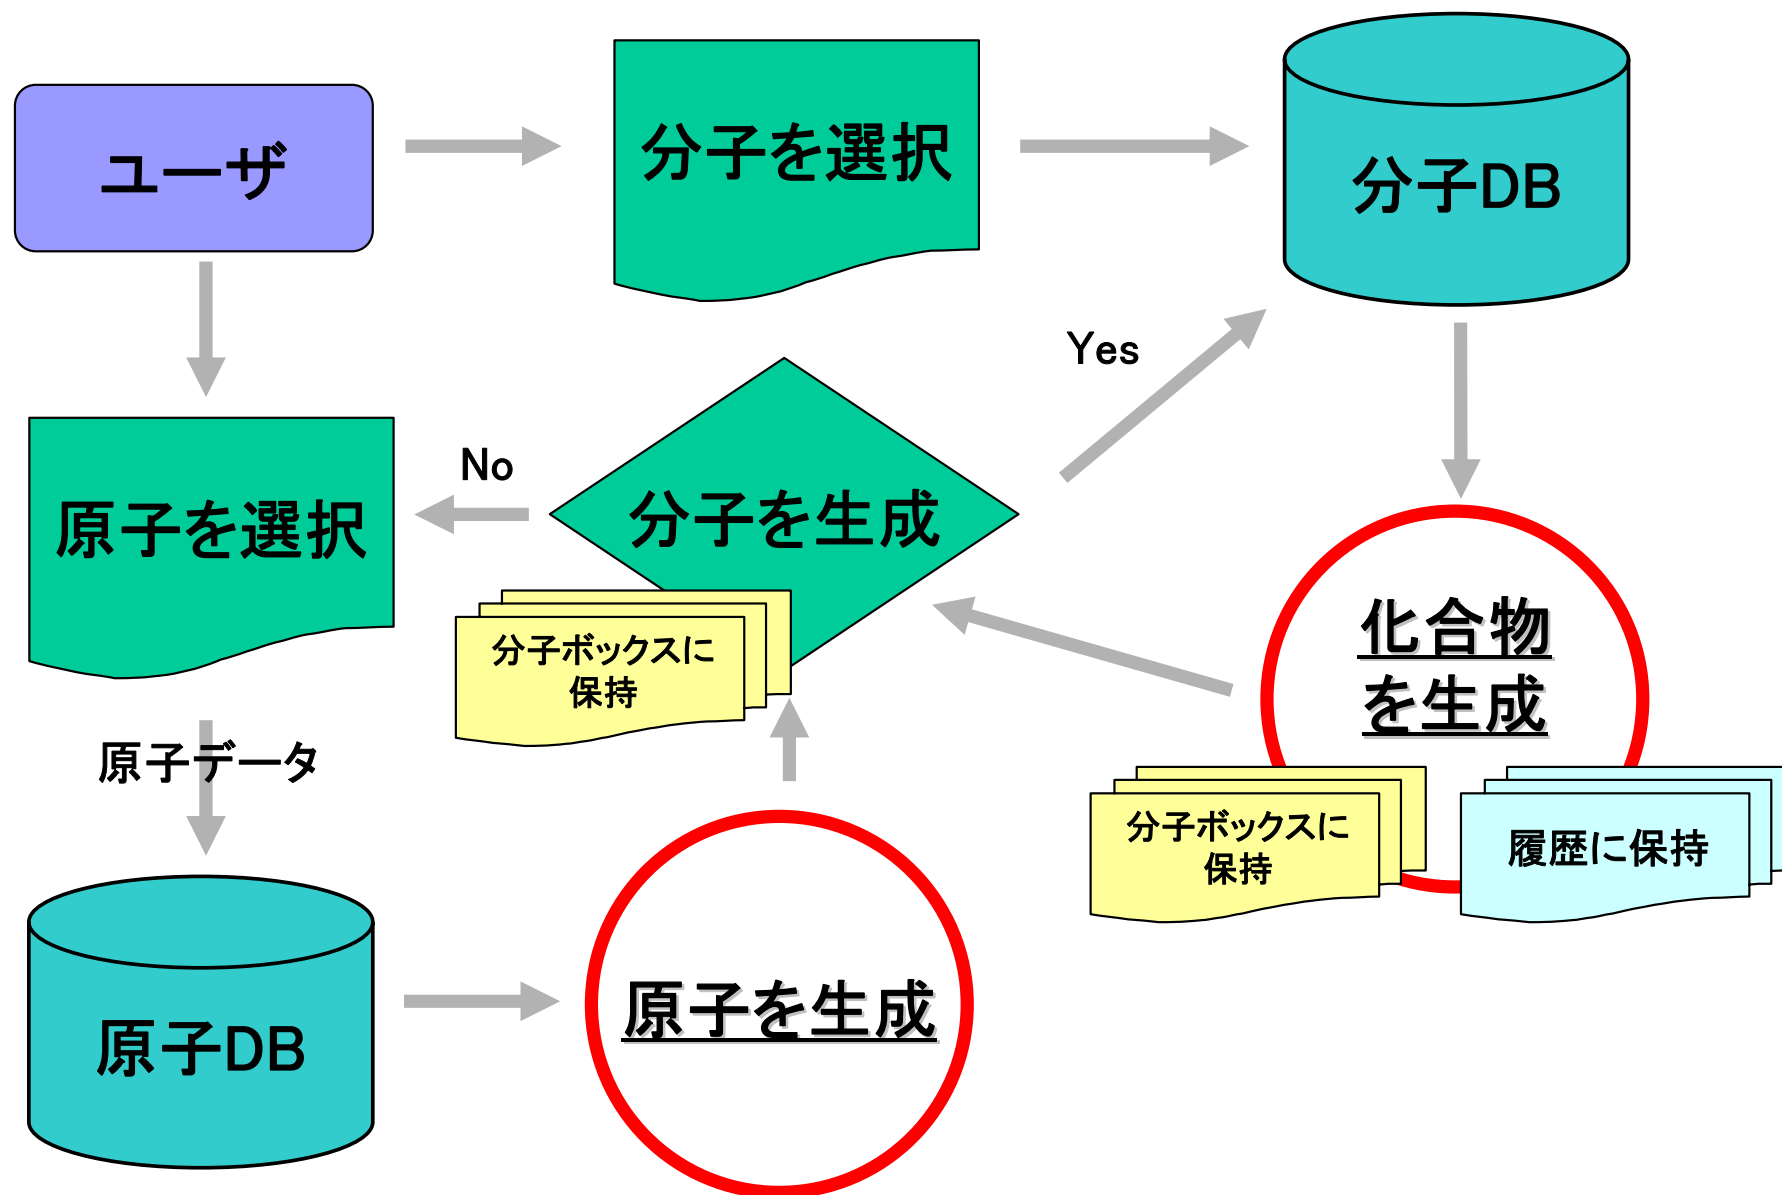 ユーザ
分子を選択
分子DB
Yes
No
原子を選択
分子を生成
分子ボックスに
保持
化合物
を生成
分子ボックスに
保持
履歴に保持
原子データ
原子DB
原子を生成